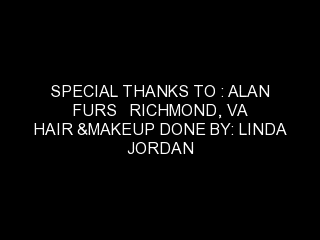 SPECIAL THANKS TO : ALAN
FURS   RICHMOND, VA
HAIR &MAKEUP DONE BY: LINDA
JORDAN